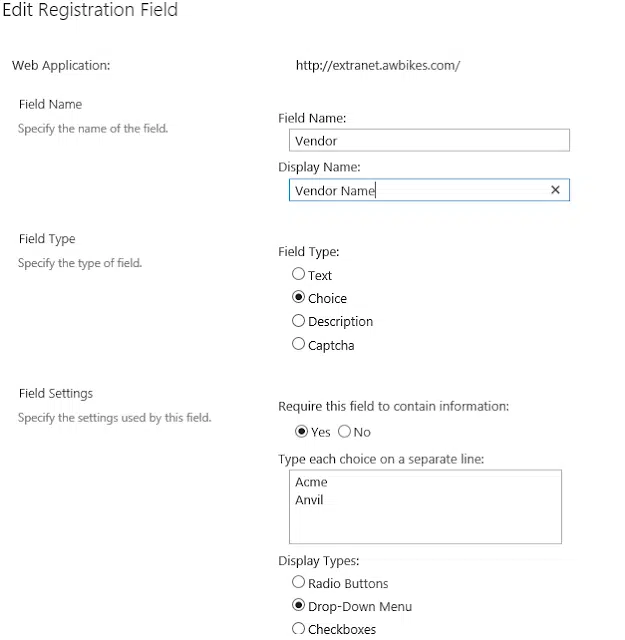 Edit Registration Field
Web Application:
http://extranet.awbikes.com/
Field Name
Specify the name of the field.
Field Name:
Vendor
Display Name:
Vendor Name
Field Type
Specify the type of field.
Field Type:
Text
Choice
Description
Captcha
Field Settings
Specify the settings used by this field.
Require this field to contain information:
Yes No
Type each choice on a separate line:
Acme
Anvil
Display Types:
Radio Buttons
Drop-Down Menu
Checkboxes